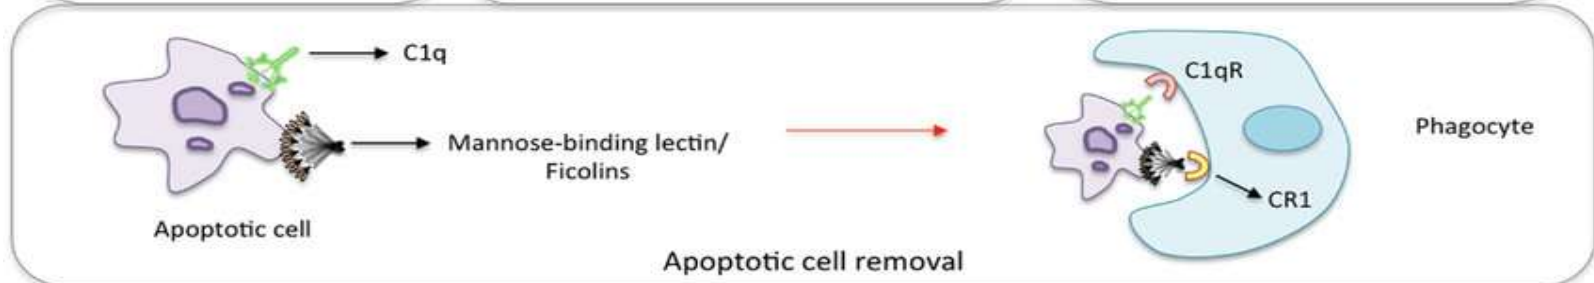 C1q
C1qR
Mannose-binding lectin/
Ficolins
Phagocyte
CR1
Apoptotic cell
Apoptotic cell removal